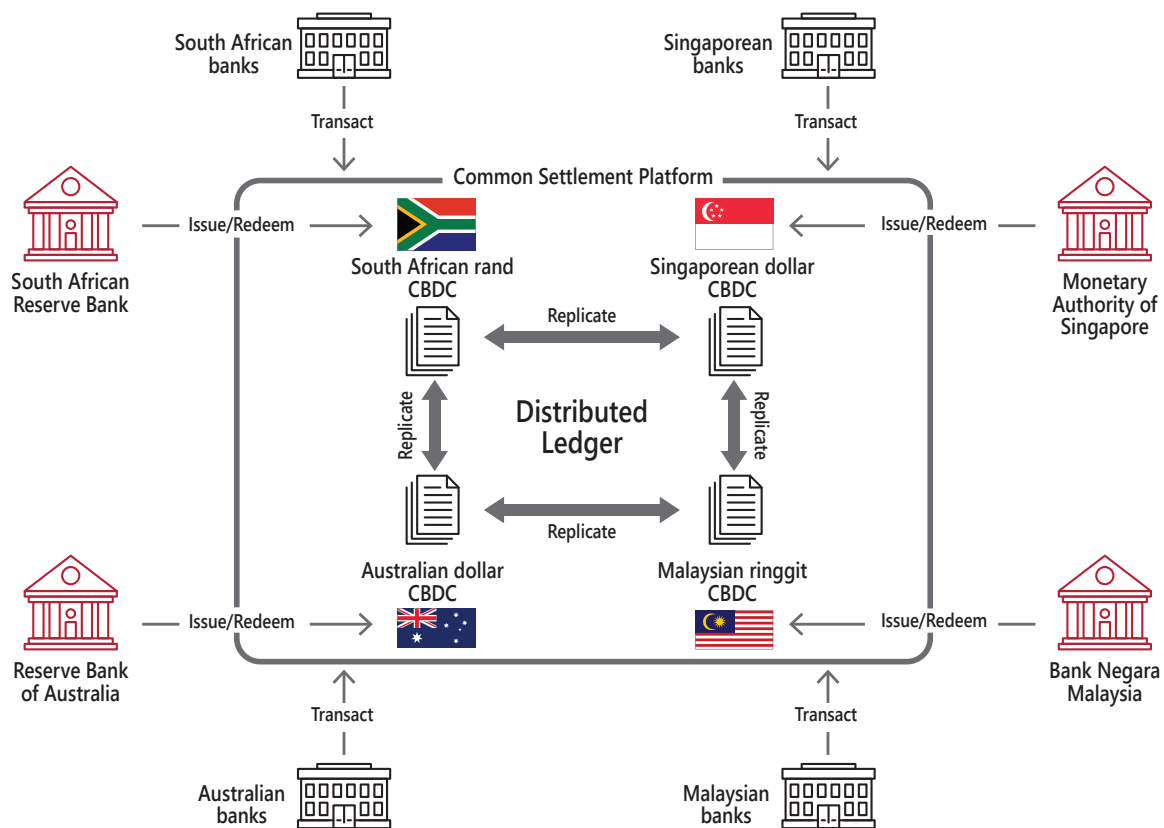 South African
banks
Singaporean
banks
Transact
Transact
Common Settlement Platform
Issue/Redeem
Issue/Redeem
South African
Reserve Bank
South African rand
CBDC
Singaporean dollar
CBDC
Monetary
Authority of
Singapore
Replicate
Replicate
Distributed
Ledger
Replicate
Replicate
Australian dollar
CBDC
Malaysian ringgit
CBDC
Issue/Redeem
Issue/Redeem
Reserve Bank
of Australia
Bank Negara
Malaysia
Transact
Transact
Australian
banks
Malaysian
banks